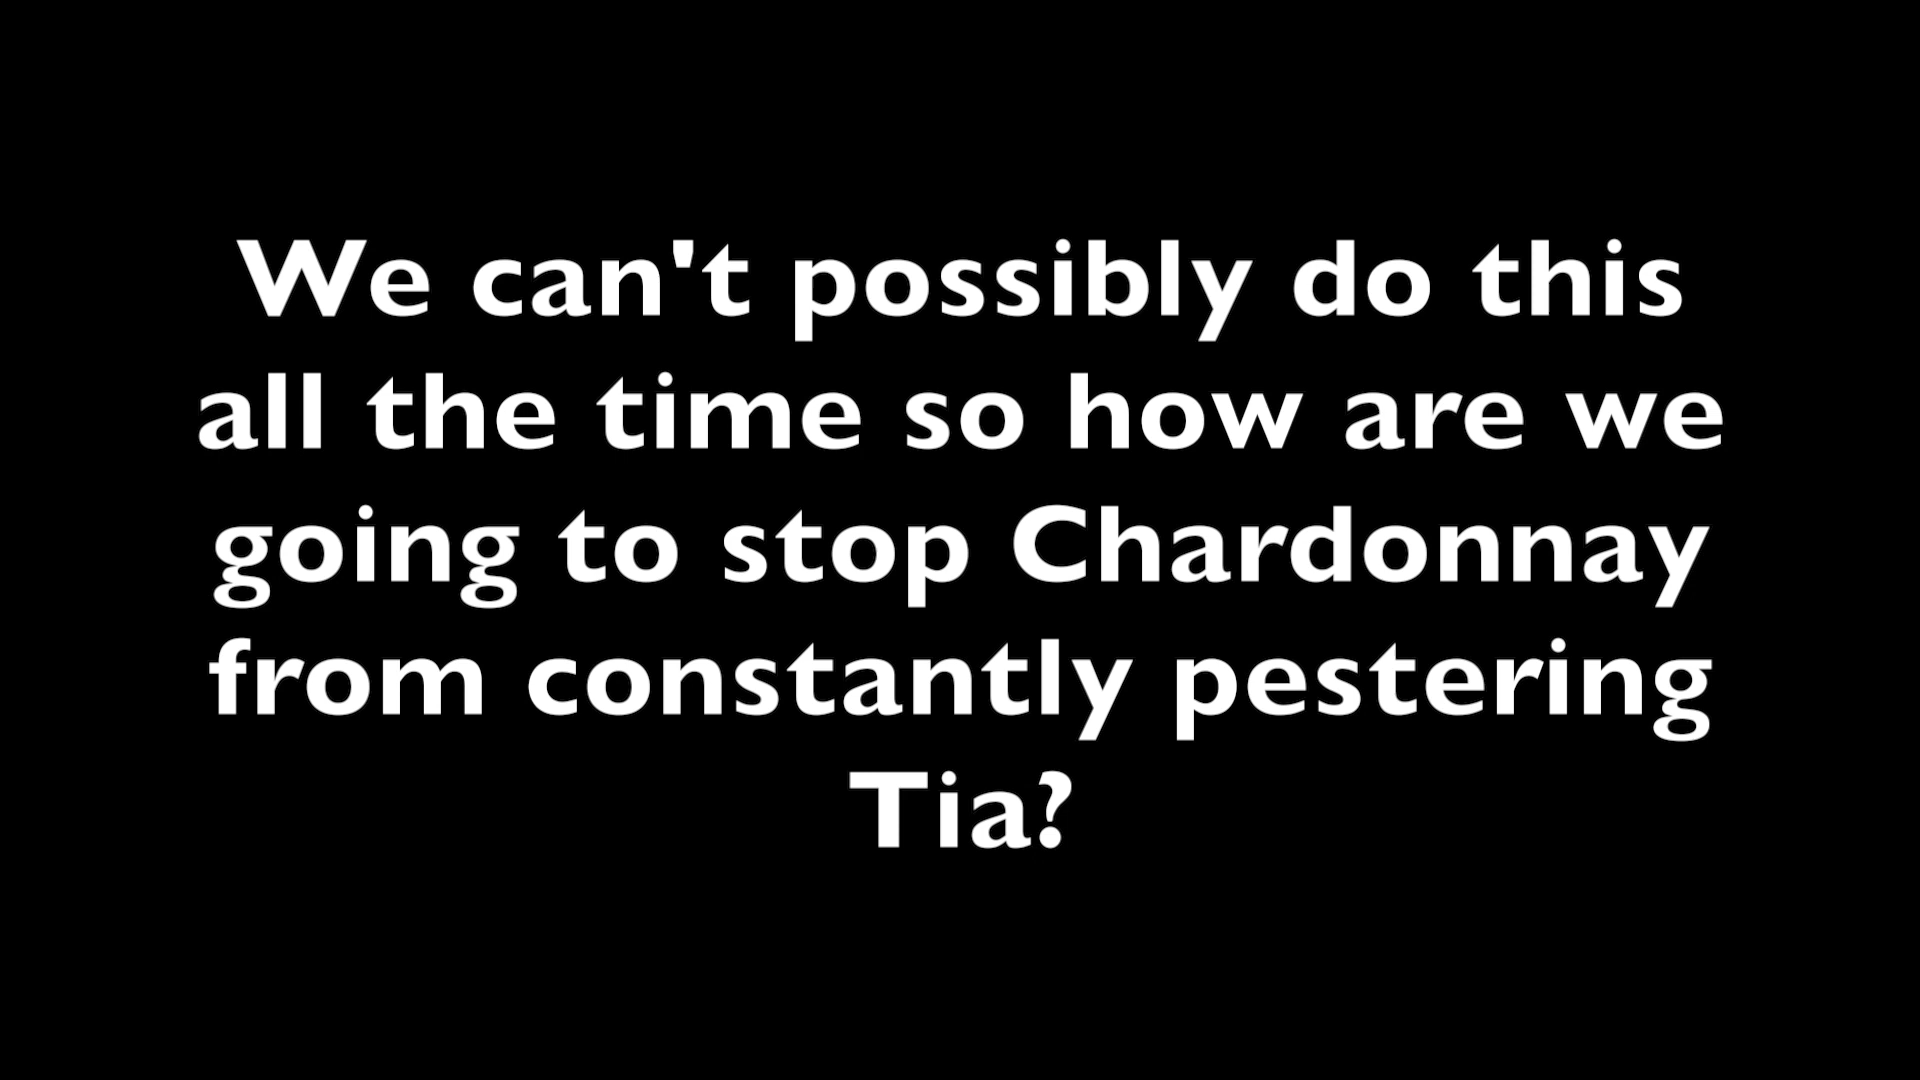 We can't possibly do this
all the time so how are we
going to stop Chardonnay
from constantly pestering
Tia?